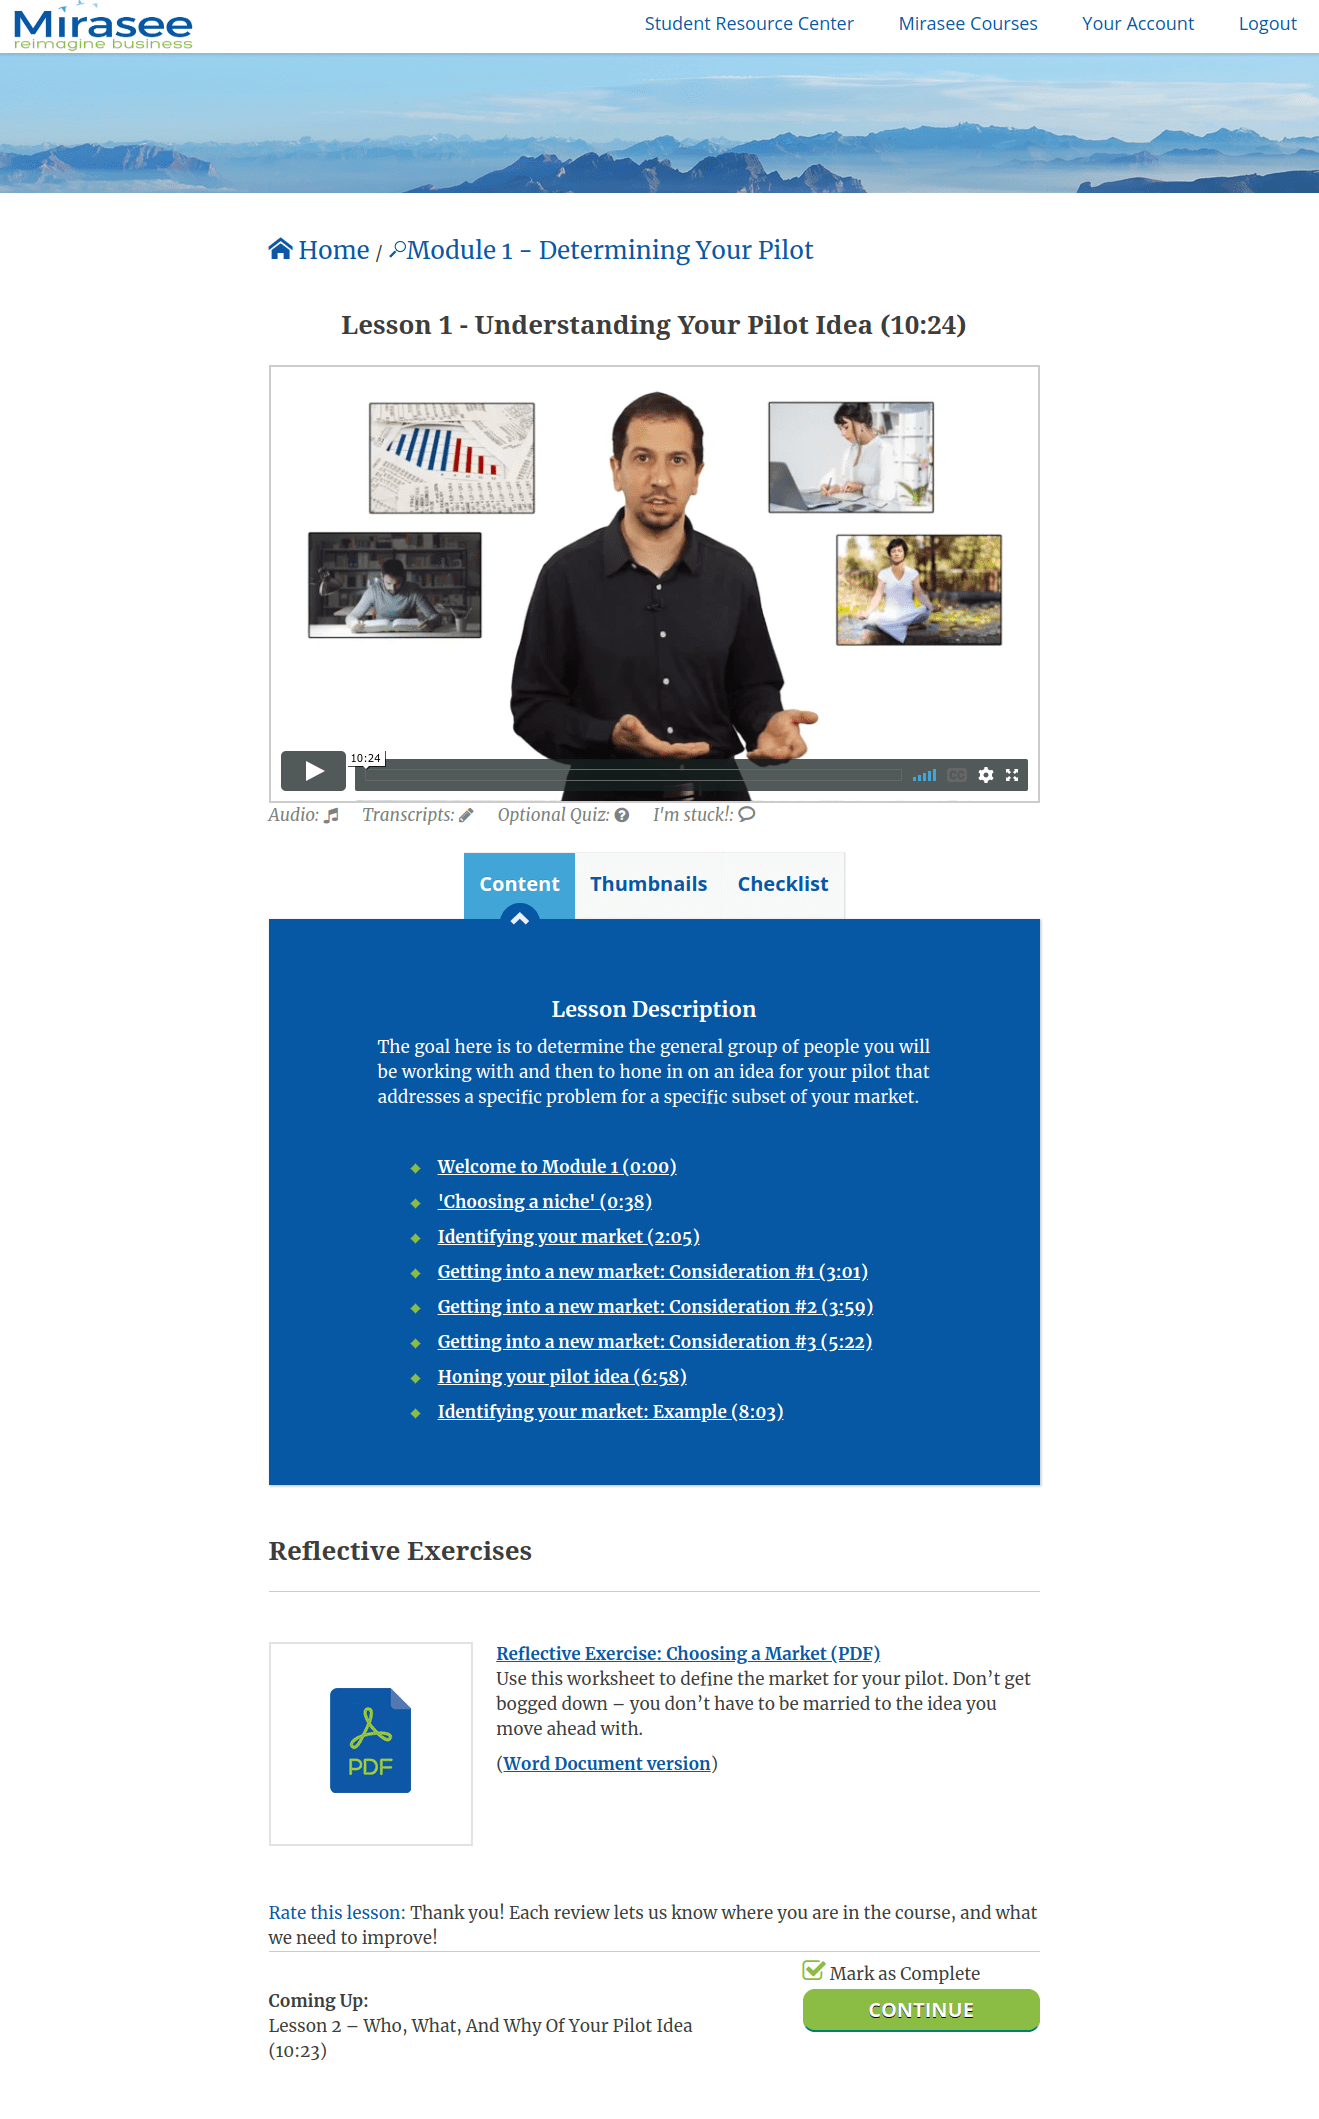 Mirasee
reimagine business
Student Resource Center
Mirasee Courses
Your Account
Logout
Home / Module 1 - Determining Your Pilot
Lesson 1 - Understanding Your Pilot Idea (10:24)
10:24
CC
Audio:
Transcripts:
Optional Quiz:
I'm stuck!:
Content
Thumbnails
Checklist
Lesson Description
The goal here is to determine the general group of people you will
be working with and then to hone in on an idea for your pilot that
addresses a specific problem for a specific subset of your market.
Welcome to Module 1 (0:00)
'Choosing a niche' (0:38)
Identifying your market (2:05)
Getting into a new market: Consideration #1 (3:01)
Getting into a new market: Consideration #2 (3:59)
Getting into a new market: Consideration #3 (5:22)
Honing your pilot idea (6:58)
Identifying your market: Example (8:03)
Reflective Exercises
PDF
Reflective Exercise: Choosing a Market (PDF)
Use this worksheet to define the market for your pilot. Don’t get
bogged down – you don’t have to be married to the idea you
move ahead with.
(Word Document version)
Rate this lesson: Thank you! Each review lets us know where you are in the course, and what
we need to improve!
Mark as Complete
CONTINUE
Coming Up:
Lesson 2 – Who, What, And Why Of Your Pilot Idea
(10:23)